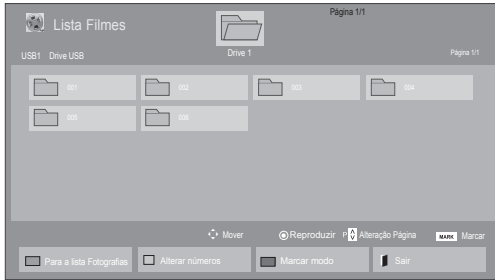 Página 1/1
Lista Filmes
USB1 Drive USB
Drive 1
Página 1/1
001 002 003 004
005 006
Mover Reproduzir P Alteração Página MARK Marcar
Para a lista Fotografias Alterar números Marcar modo Sair